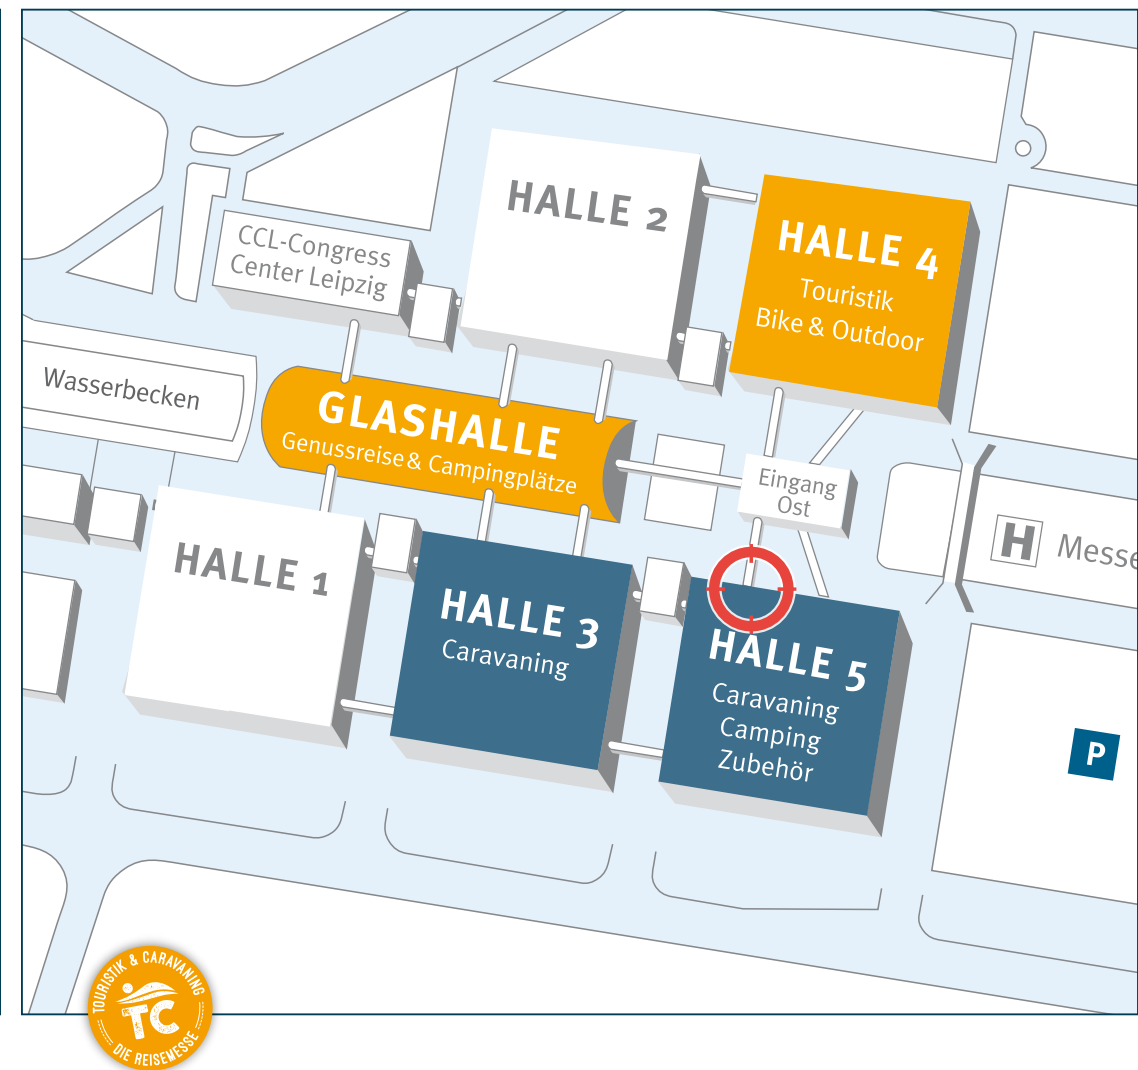 HALLE 2
HALLE 4
Touristik
Bike & Outdoor
CCL-Congress
Center Leipzig
Wasserbecken
GLASHALLE
Genussreise & Campingplätze
Eingang
Ost
H Messe
HALLE 1
HALLE 3
Caravaning
HALLE 5
Caravaning
Camping
Zubehör
P
TOURISTIK & CARAVANING
TC
DIE REISEMESSE